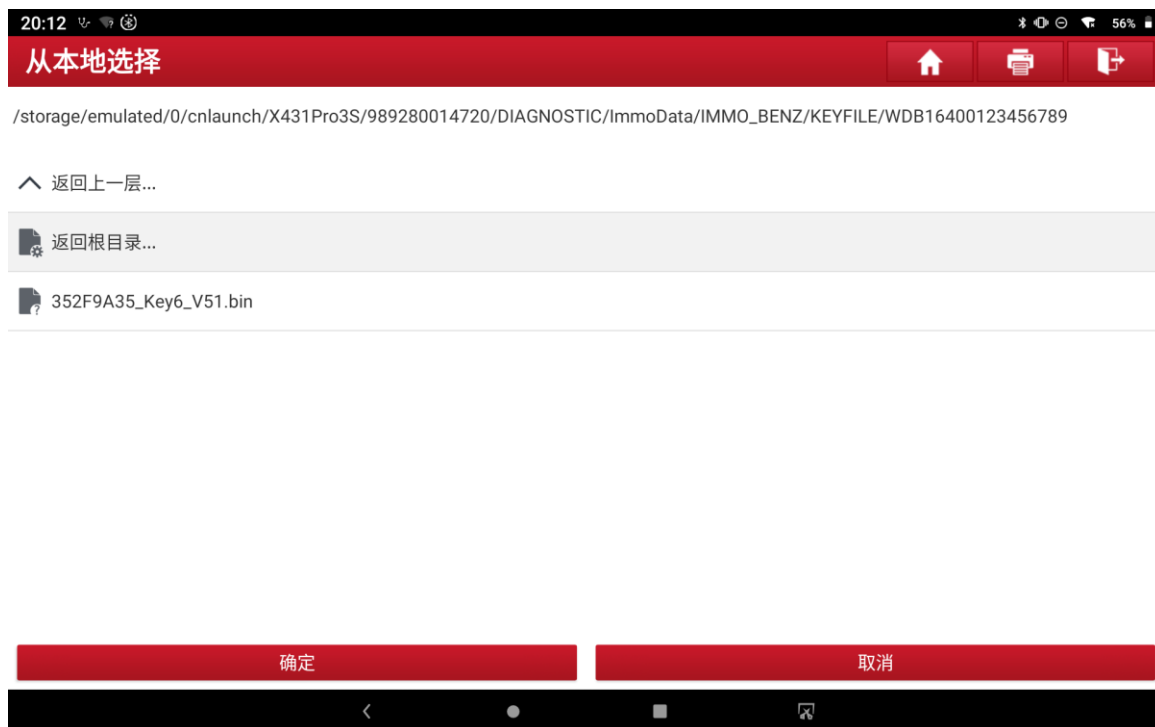 20:12
56%
从本地选择
/storage/emulated/0/cnlaunch/X431Pro3S/989280014720/DIAGNOSTIC/ImmoData/IMMO_BENZ/KEYFILE/WDB16400123456789
返回上一层...
返回根目录...
352F9A35_Key6_V51.bin
确定
取消